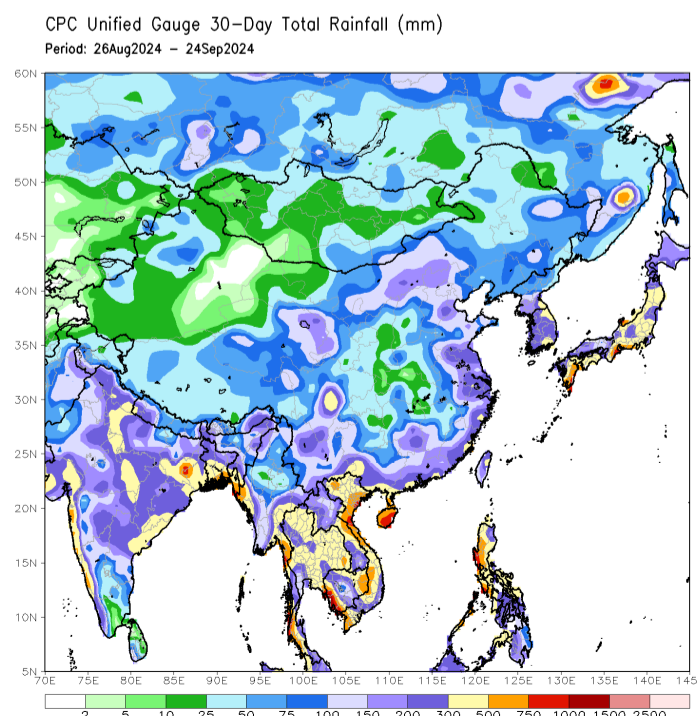 CPC Unified Gauge 30-Day Total Rainfall (mm)
Period: 26Aug2024 - 24Sep2024
60N
55N
50N
45N
40N
35N
30N
25N
20N
15N
10N
5N
70E 75E 80E 85E 90E 95E 100E 105E 110E 115E 120E 125E 130E 135E 140E 145
2 5 10 25 50 75 100 150 200 300 500 750 1000 1500 2500